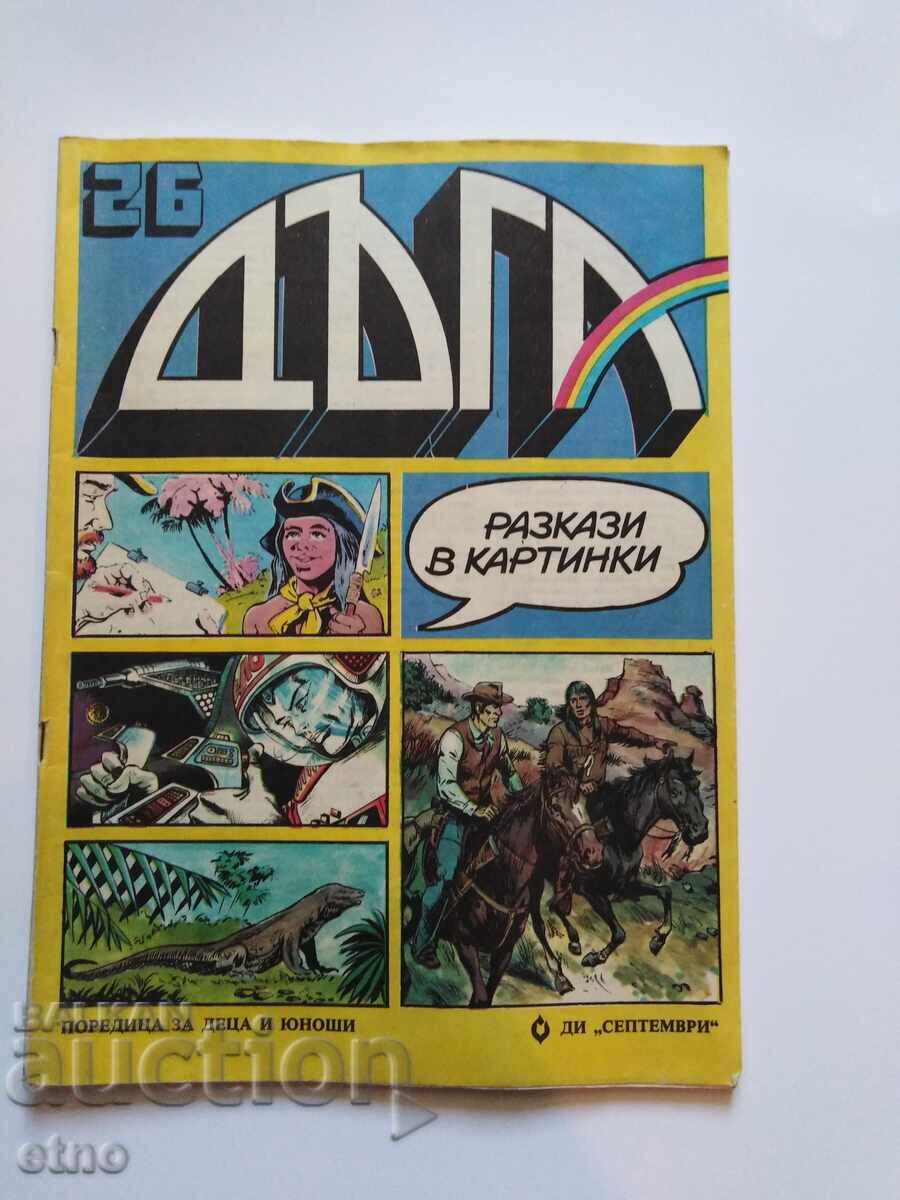 26
ДЪГА
РАЗКАЗИ
В КАРТИНКИ
ПОРЕДИЦА ЗА ДЕЦА И ЮНОШИ
ДИ „СЕПТЕМВРИ“
BALKAN
auction
etno